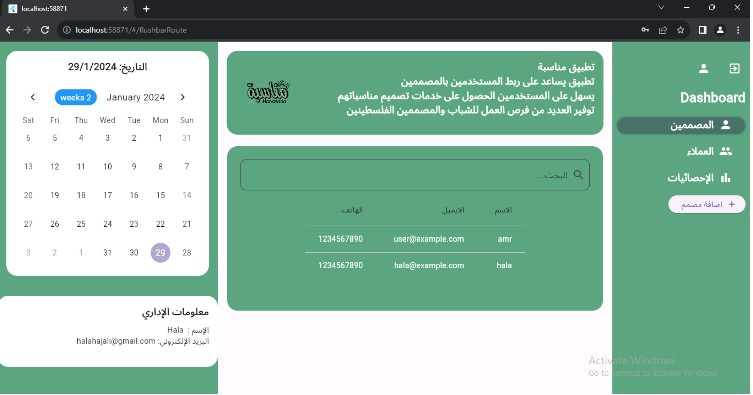 localhost:58871
localhost:58871/#/flushbarRoute
Dashboard
المصممين
العملاء
الإحصائيات
اضافة مصمم
تطبيق مناسبة
تطبيق يساعد على ربط المستخدمين بالمصممين
يسهل على المستخدمين الحصول على خدمات تصميم مناسباتهم
توفير العديد من فرص العمل للشباب والمصممين الفلسطينين
مناسبة
البحث...
الاسم الايميل الهاتف
amr user@example.com 1234567890
hala hala@example.com 1234567890
التاريخ: 29/1/2024
January 2024 2 weeks
Sun Mon Tue Wed Thu Fri Sat
31 1 2 3 4 5 6
7 8 9 10 11 12 13
14 15 16 17 18 19 20
21 22 23 24 25 26 27
28 29 30 31 1 2 3
معلومات الإداري
الإسم : Hala
البريد الإلكتروني: halahajali@gmail.com
Activate Windows
Go to Settings to activate Windows.